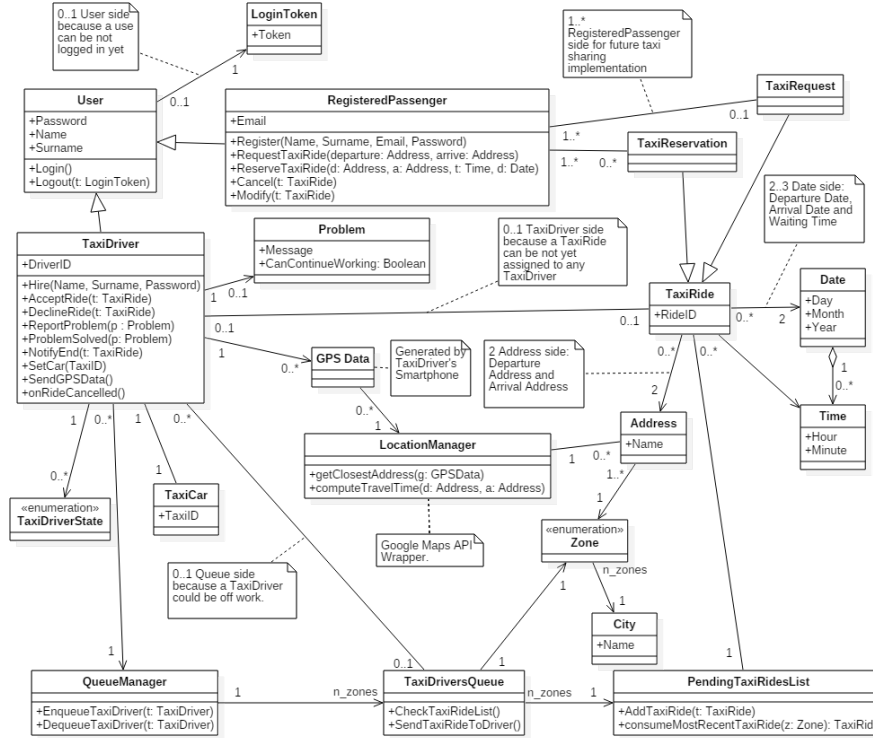 0..1 User side
because a use
can be not
logged in yet
LoginToken
+Token
1
0..1
1..*
RegisteredPassenger
side for future taxi
sharing
implementation
User
+Password
+Name
+Surname
+Login()
+Logout(t: LoginToken)
RegisteredPassenger
+Email
+Register(Name, Surname, Email, Password)
+RequestTaxiRide(departure: Address, arrive: Address)
+ReserveTaxiRide(d: Address, a: Address, t: Time, d: Date)
+Cancel(t: TaxiRide)
+Modify(t: TaxiRide)
1..*
0..1
1..*
0..*
TaxiRequest
TaxiReservation
2..3 Date side:
Departure Date,
Arrival Date and
Waiting Time
TaxiDriver
+DriverID
+Hire(Name, Surname, Password)
+AcceptRide(t: TaxiRide)
+DeclineRide(t: TaxiRide)
+ReportProblem(p : Problem)
+ProblemSolved(p: Problem)
+NotifyEnd(t: TaxiRide)
+SetCar(TaxiID)
+SendGPSData()
+onRideCancelled()
Problem
+Message
+CanContinueWorking: Boolean
1
0..1
0..1 TaxiDriver side
because a TaxiRide
can be not yet
assigned to any
TaxiDriver
0..1
0..1
TaxiRide
+RideID
0..*
2
Date
+Day
+Month
+Year
1
0..*
Time
+Hour
+Minute
1
0..*
GPS Data
Generated by
TaxiDriver's
Smartphone
2 Address side:
Departure
Address and
Arrival Address
0..*
0..*
2
0..*
LocationManager
+getClosestAddress(g: GPSData)
+computeTravelTime(d: Address, a: Address)
1
0..*
Address
+Name
1..*
1
1
0..*
1
0..*
0..*
1
TaxiCar
+TaxiID
«enumeration»
TaxiDriverState
Google Maps API
Wrapper.
«enumeration»
Zone
n_zones
1
1
City
+Name
0..1 Queue side
because a TaxiDriver
could be off work.
1
0..1
1
1
QueueManager
+EnqueueTaxiDriver(t: TaxiDriver)
+DequeueTaxiDriver(t: TaxiDriver)
1
n_zones
TaxiDriversQueue
+CheckTaxiRideList()
+SendTaxiRideToDriver()
n_zones
1
PendingTaxiRidesList
+AddTaxiRide(t: TaxiRide)
+consumeMostRecentTaxiRide(z: Zone): TaxiRid